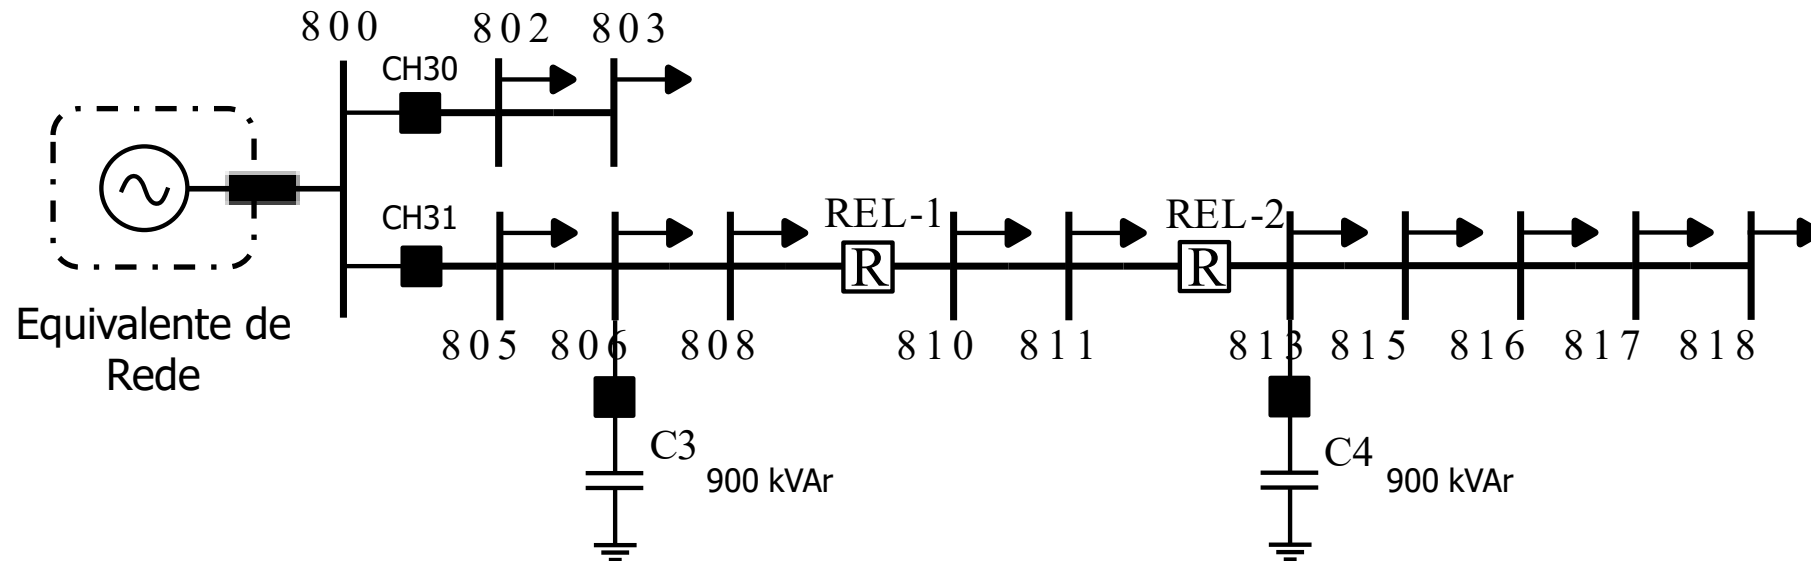 800
802
803
CH30
CH31
REL-1
REL-2
R
R
Equivalente de
Rede
805
806
808
810
811
813
815
816
817
818
C3
900 kVAr
C4
900 kVAr